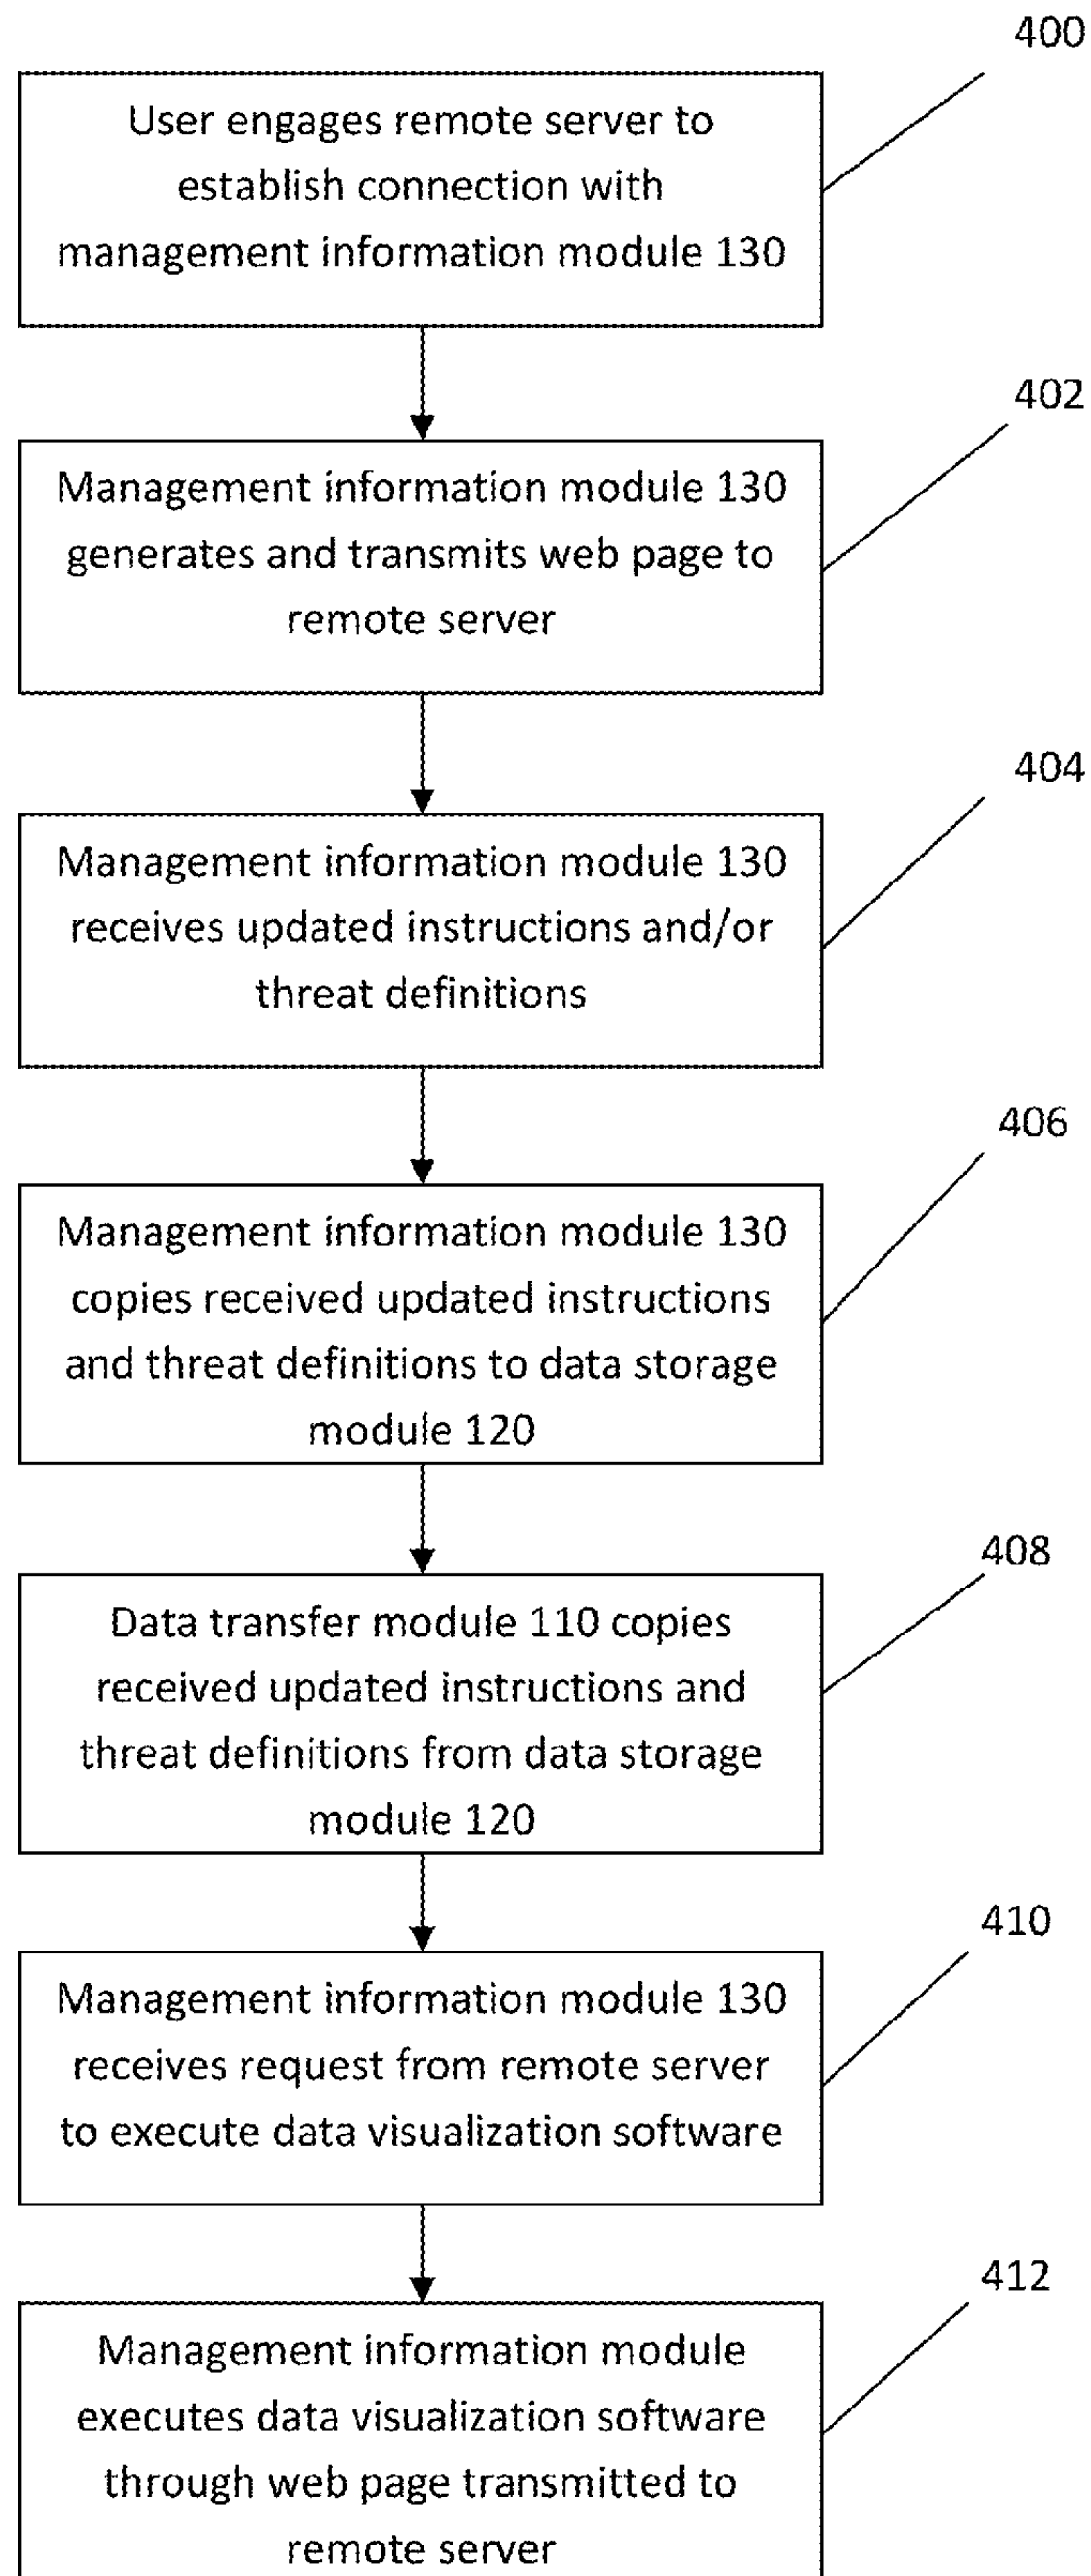 400
User engages remote server to
establish connection with
management information module 130
402
Management information module 130
generates and transmits web page to
remote server
404
Management information module 130
receives updated instructions and/or
threat definitions
406
Management information module 130
copies received updated instructions
and threat definitions to data storage
module 120
408
Data transfer module 110 copies
received updated instructions and
threat definitions from data storage
module 120
410
Management information module 130
receives request from remote server
to execute data visualization software
412
Management information module
executes data visualization software
through web page transmitted to
remote server